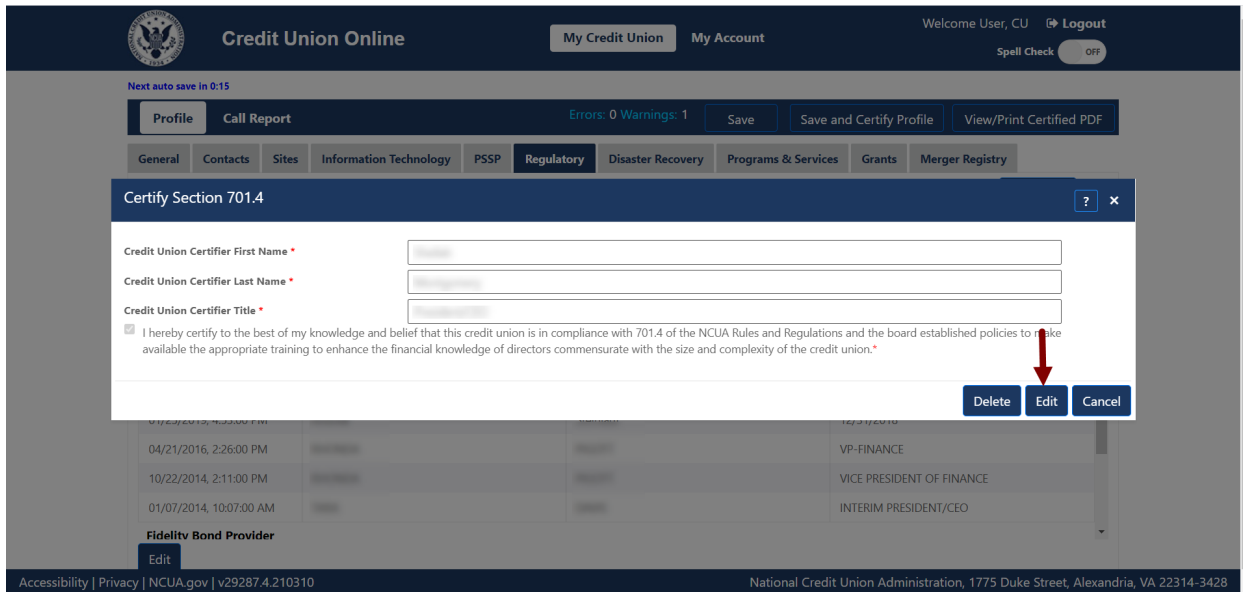 Credit Union Online
My Credit Union
My Account
Welcome User, CU
Logout
Spell Check
OFF
Next auto save in 0:15
Profile
Call Report
Errors: 0 Warnings: 1
Save
Save and Certify Profile
View/Print Certified PDF
General
Contacts
Sites
Information Technology
PSSP
Regulatory
Disaster Recovery
Programs & Services
Grants
Merger Registry
Certify Section 701.4
?
×
Credit Union Certifier First Name *
Credit Union Certifier Last Name *
Credit Union Certifier Title *
I hereby certify to the best of my knowledge and belief that this credit union is in compliance with 701.4 of the NCUA Rules and Regulations and the board established policies to make
available the appropriate training to enhance the financial knowledge of directors commensurate with the size and complexity of the credit union.*
Delete
Edit
Cancel
04/21/2016, 2:26:00 PM
VP-FINANCE
10/22/2014, 2:11:00 PM
VICE PRESIDENT OF FINANCE
01/07/2014, 10:07:00 AM
INTERIM PRESIDENT/CEO
Fidelity Bond Provider
Edit
Accessibility | Privacy | NCUA.gov | v29287.4.210310
National Credit Union Administration, 1775 Duke Street, Alexandria, VA 22314-3428